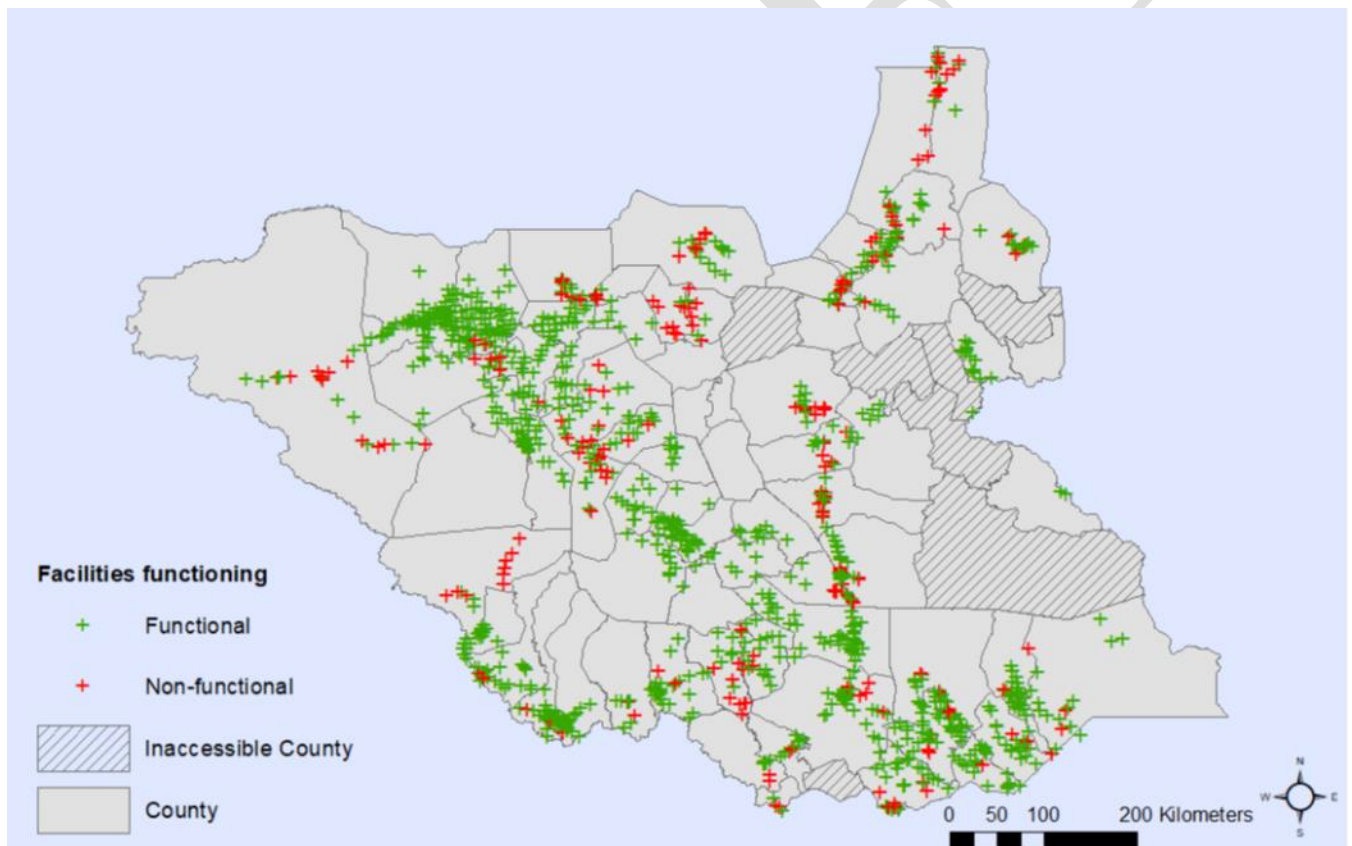 Facilities functioning
+ Functional
+ Non-functional
Inaccessible County
County
N
W E
S
0 50 100 200 Kilometers